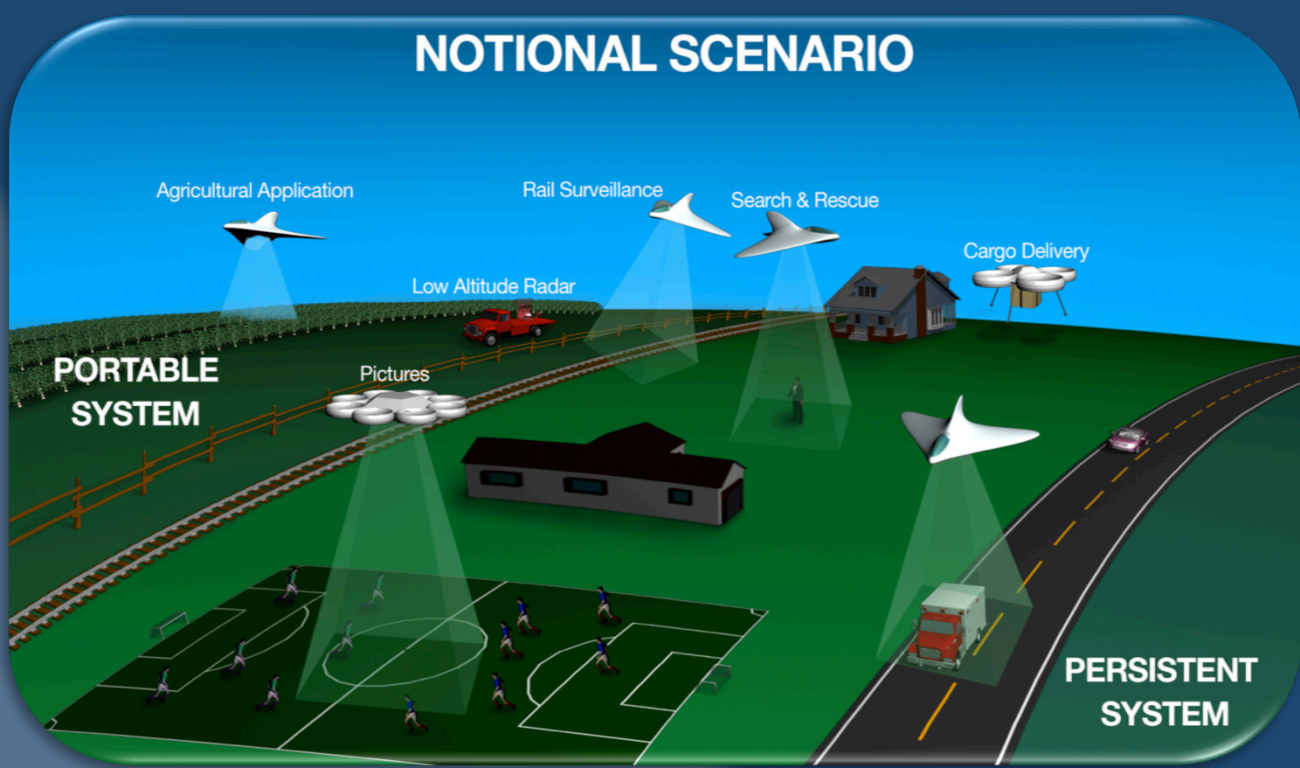 NOTIONAL SCENARIO
Agricultural Application
Rail Surveillance
Search & Rescue
Cargo Delivery
Low Altitude Radar
PORTABLE
SYSTEM
Pictures
PERSISTENT
SYSTEM